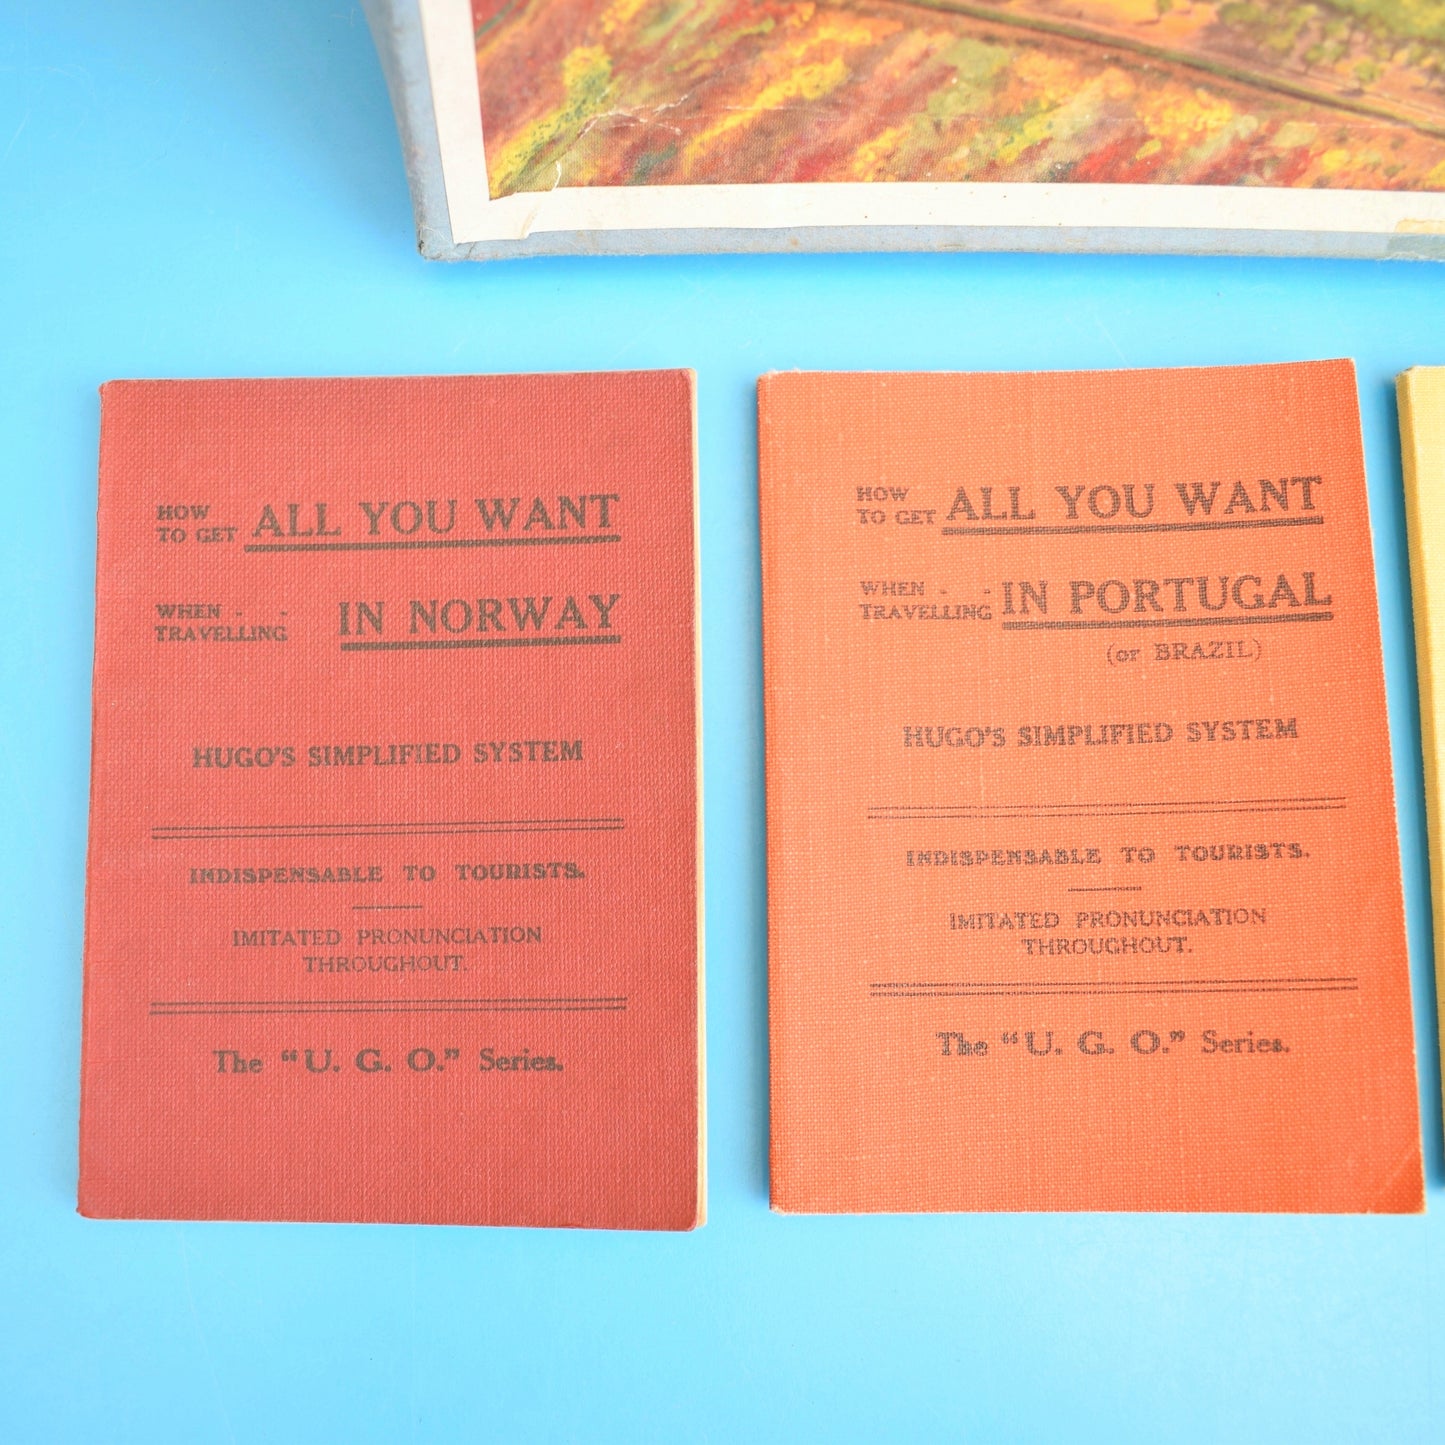 HOW
TO GET ALL YOU WANT
WHEN - -
TRAVELLING IN NORWAY
HUGO'S SIMPLIFIED SYSTEM
INDISPENSABLE TO TOURISTS.
IMITATED PRONUNCIATION
THROUGHOUT.
The "U. G. O." Series.
HOW
TO GET ALL YOU WANT
WHEN - -
TRAVELLING IN PORTUGAL
(or BRAZIL)
HUGO'S SIMPLIFIED SYSTEM
INDISPENSABLE TO TOURISTS.
IMITATED PRONUNCIATION
THROUGHOUT.
The "U. G. O." Series.